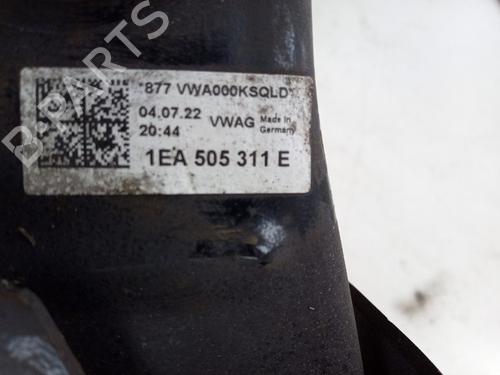 *877 VWA000KSQLD*
04.07.22
20:44
VWAG
Made In
Germany
1EA 505 311 E
B-PARTS